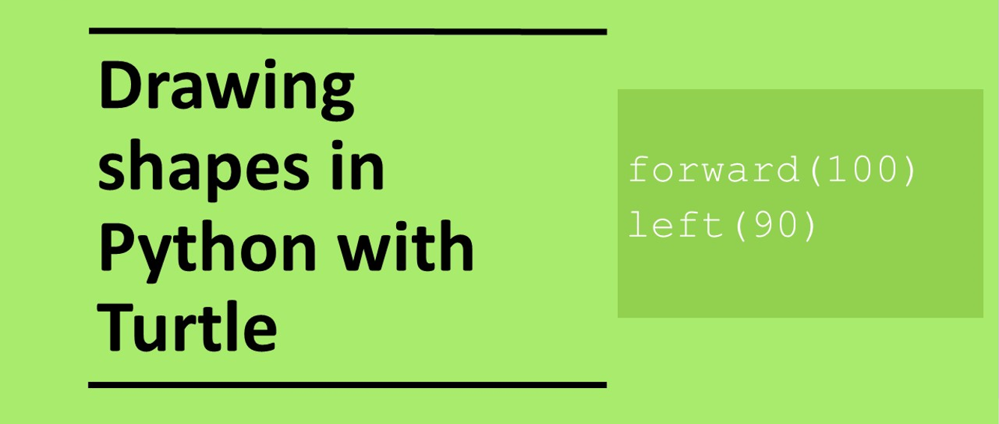 Drawing
shapes in
Python with
Turtle
forward(100)
left(90)